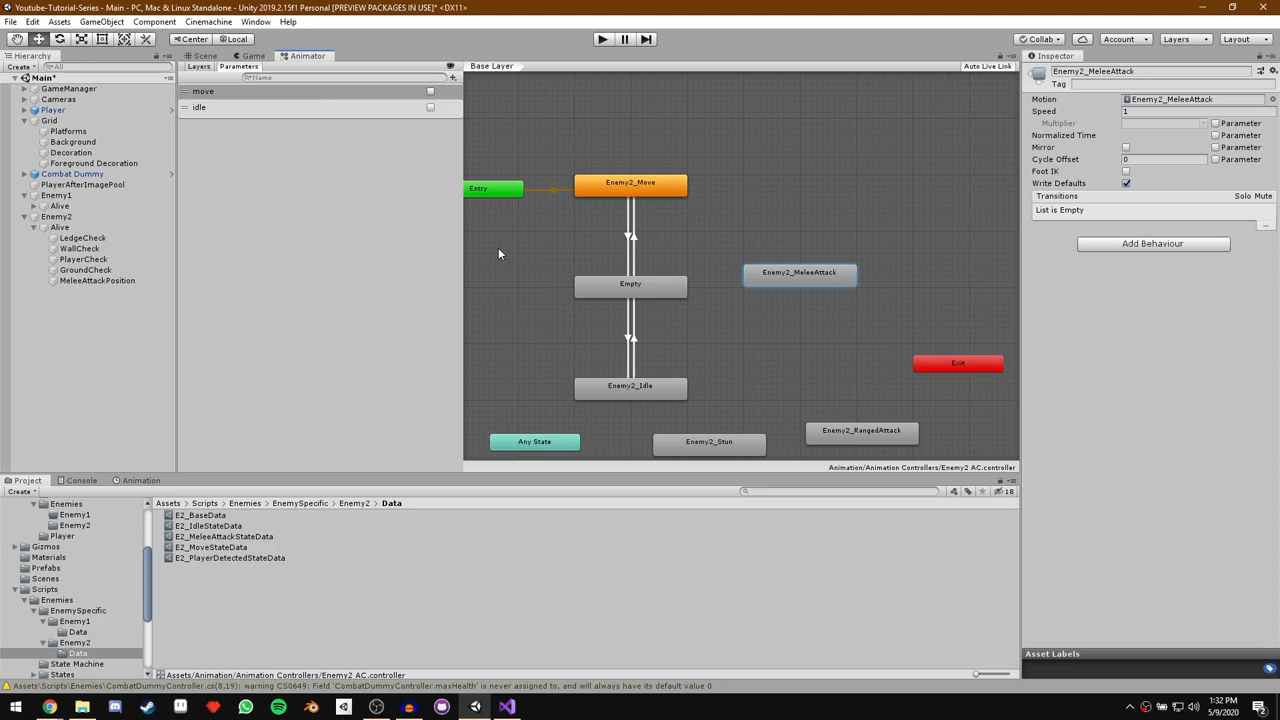 Youtube-Tutorial-Series - Main - PC, Mac & Linux Standalone - Unity 2019.2.15f1 Personal [PREVIEW PACKAGES IN USE]* <DX11>
File Edit Assets GameObject Component Cinemachine Window Help
Center Local Collab Account Layers Layout
Hierarchy Scene Game Animator Inspector
Create All Layers Parameters Name Base Layer Auto Live Link
Main*
GameManager
Cameras
Player
Grid
Platforms
Background
Decoration
Foreground Decoration
Combat Dummy
PlayerAfterImagePool
Enemy1
Alive
Enemy2
Alive
LedgeCheck
WallCheck
PlayerCheck
GroundCheck
MeleeAttackPosition
move
idle
Entry
Enemy2_Move
Empty
Enemy2_MeleeAttack
Exit
Enemy2_Idle
Any State
Enemy2_Stun
Enemy2_RangedAttack
Animation/Animation Controllers/Enemy2 AC.controller
Enemy2_MeleeAttack
Tag
Motion Enemy2_MeleeAttack
Speed 1
Multiplier Parameter
Normalized Time Parameter
Mirror Parameter
Cycle Offset 0 Parameter
Foot IK
Write Defaults
Transitions Solo Mute
List is Empty
Add Behaviour
Asset Labels
Project Console Animation
Create 18
Enemies
Enemy1
Enemy2
Player
Gizmos
Materials
Prefabs
Scenes
Scripts
Enemies
EnemySpecific
Enemy1
Data
Enemy2
Data
State Machine
States
Assets > Scripts > Enemies > EnemySpecific > Enemy2 > Data
E2_BaseData
E2_IdleStateData
E2_MeleeAttackStateData
E2_MoveStateData
E2_PlayerDetectedStateData
Assets/Animation/Animation Controllers/Enemy2 AC.controller
Assets\Scripts\Enemies\CombatDummyController.cs(8,19): warning CS0649: Field 'CombatDummyController.maxHealth' is never assigned to, and will always have its default value 0
1:32 PM
5/9/2020
2